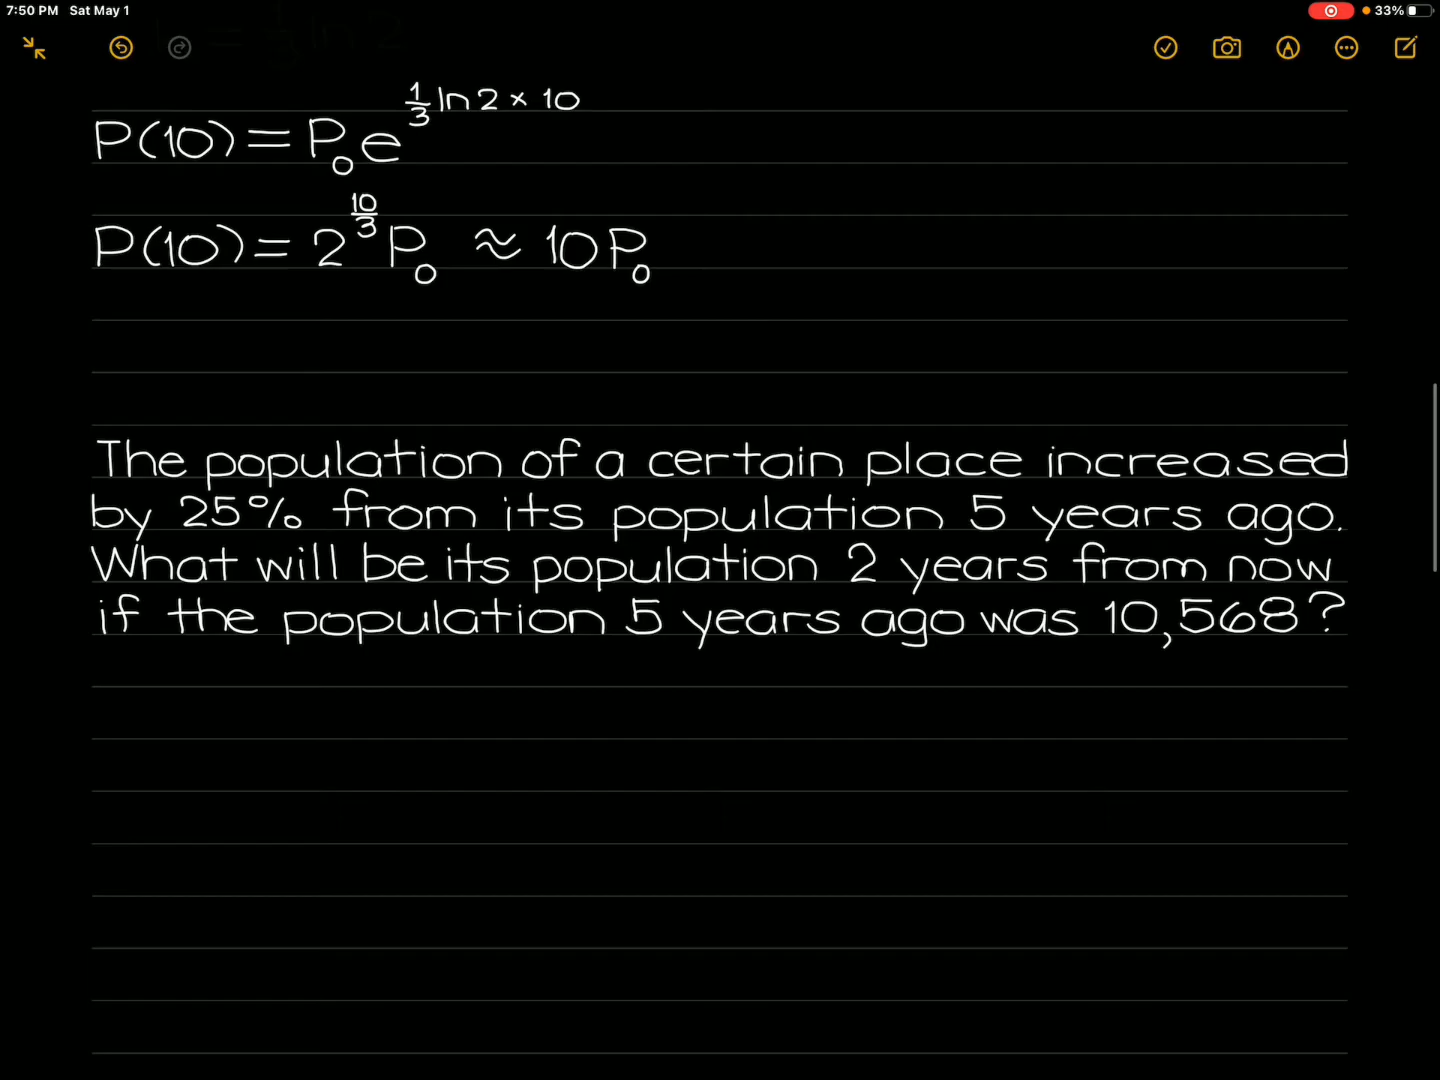 7:50 PM Sat May 1
33%
P(10) = P₀e^(1/3 ln 2 × 10)
P(10) = 2^(10/3) P₀ ≈ 10P₀
The population of a certain place increased
by 25% from its population 5 years ago.
What will be its population 2 years from now
if the population 5 years ago was 10,568?